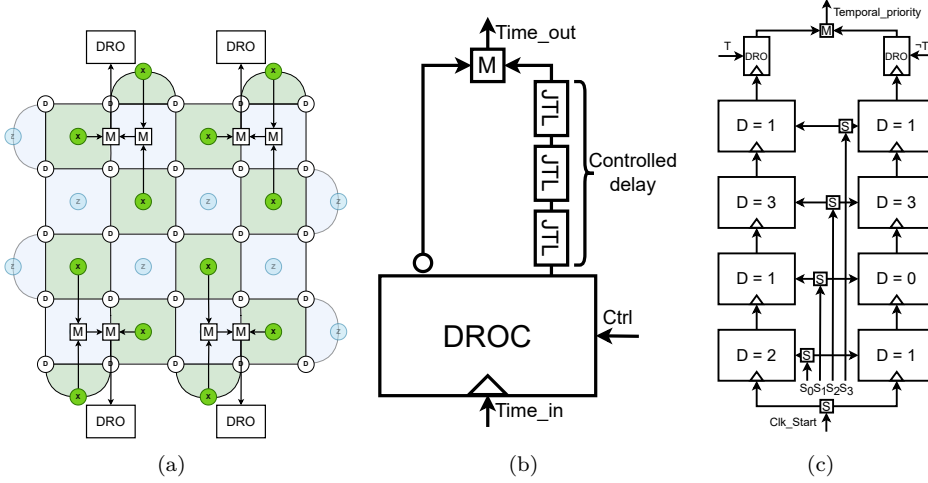 DRO DRO
x x
D D D D D
z x M M x M M
D D D D D
z x z x z
D D D D D
z x z x z
D D D D D
M M x M M x z
D D D D D
x x
DRO DRO
(a)
Time_out
M
JTL
JTL
JTL
Controlled
delay
DROC
Ctrl
Time_in
(b)
Temporal_priority
M
T DRO DRO ¬T
D = 1 S D = 1
D = 3 S D = 3
D = 1 S D = 0
D = 2 S D = 1
S₀S₁S₂S₃
S
Clk_Start
(c)